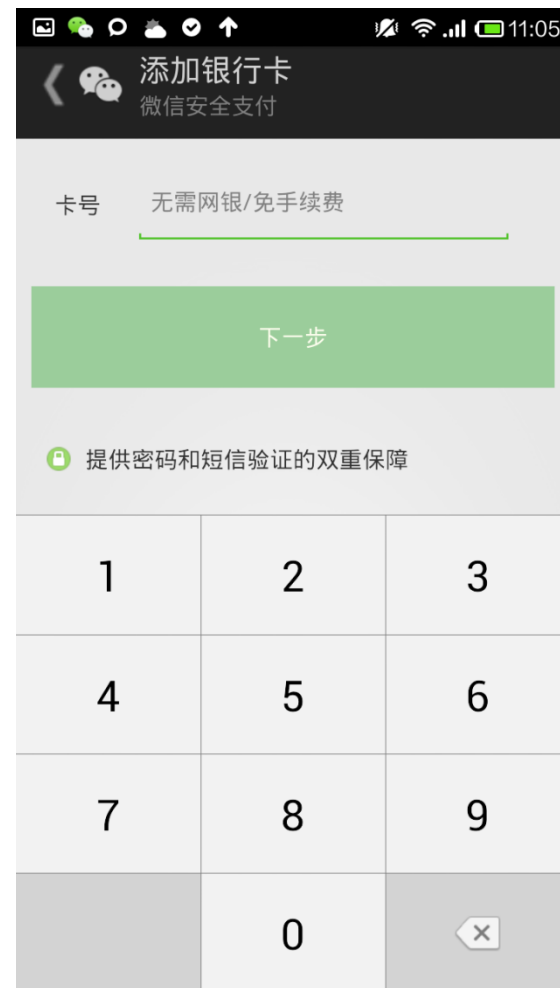 11:05
添加银行卡
微信安全支付
卡号 无需网银/免手续费
下一步
提供密码和短信验证的双重保障
1 2 3
4 5 6
7 8 9
0